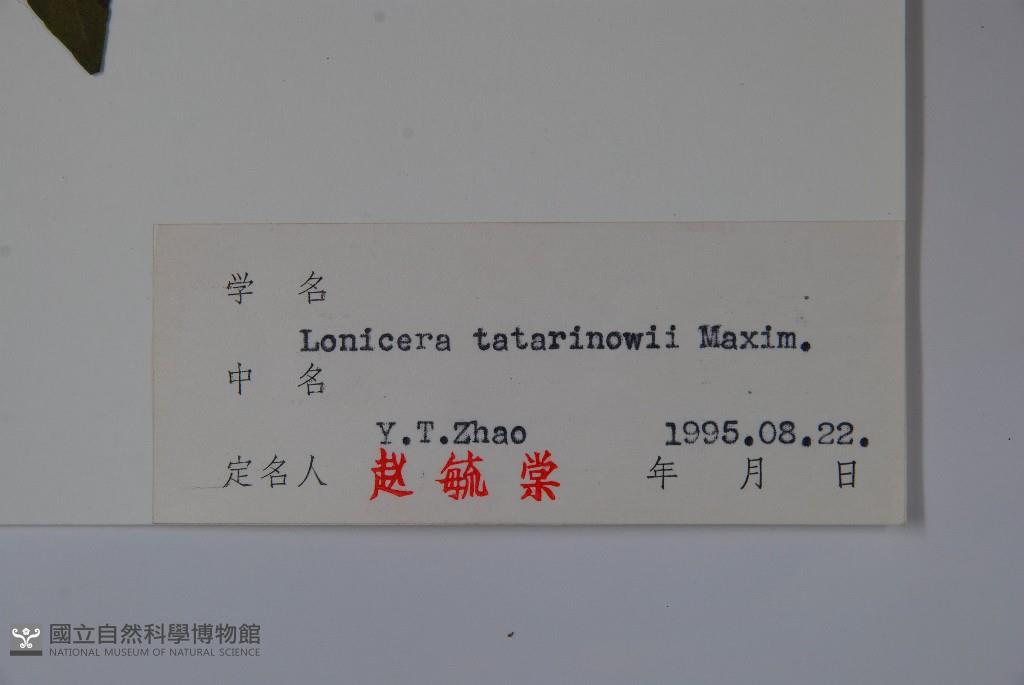 学 名
Lonicera tatarinowii Maxim.
中 名
Y.T.Zhao 1995.08.22.
定名人 赵毓棠 年 月 日
國立自然科學博物館
NATIONAL MUSEUM OF NATURAL SCIENCE